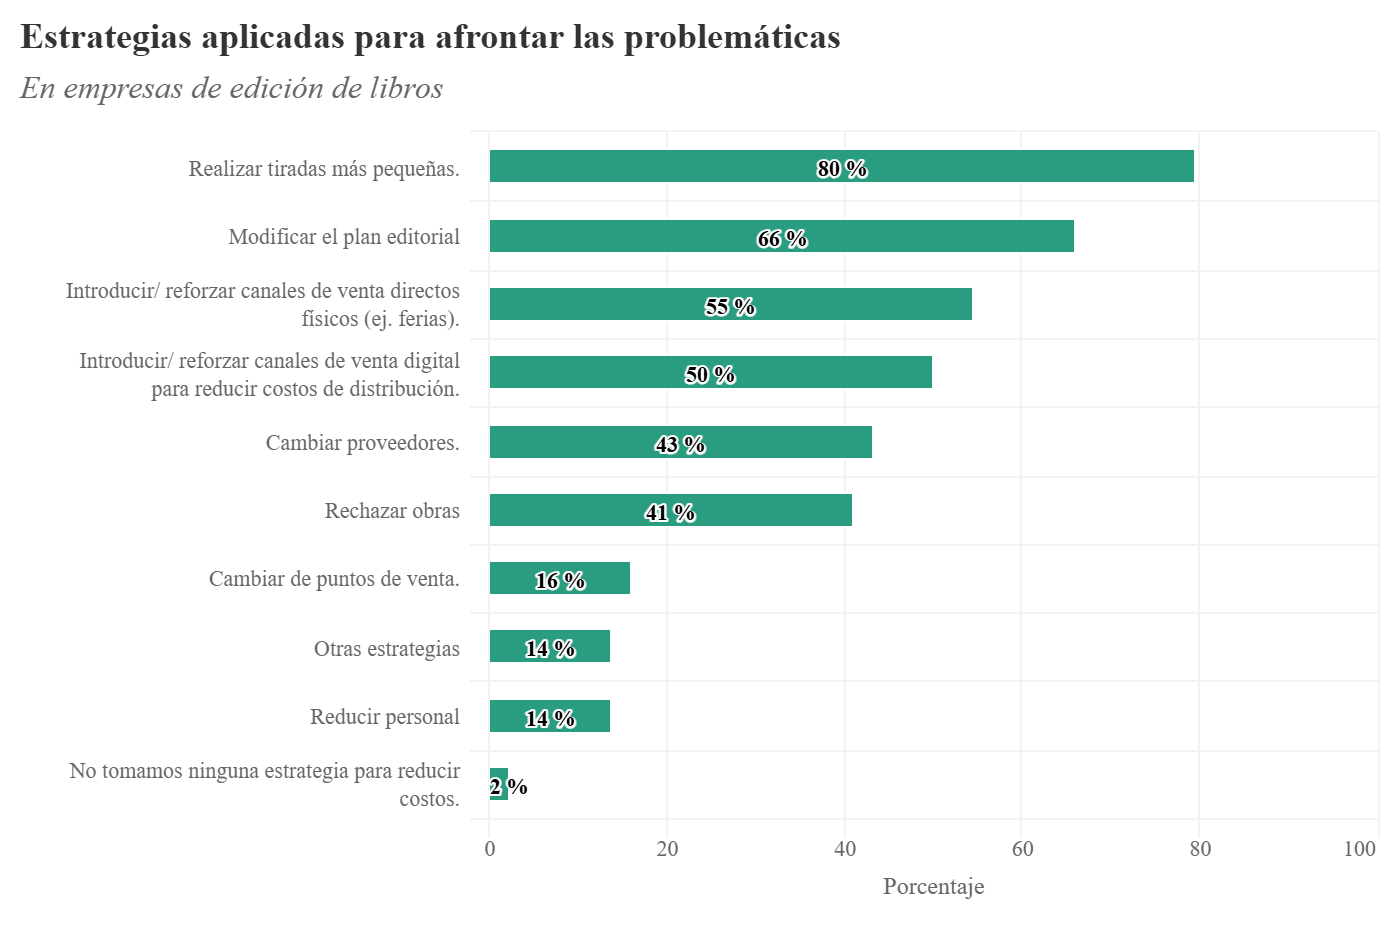 Estrategias aplicadas para afrontar las problemáticas
En empresas de edición de libros
Realizar tiradas más pequeñas.
80 %
Modificar el plan editorial
66 %
Introducir/ reforzar canales de venta directos
físicos (ej. ferias).
55 %
Introducir/ reforzar canales de venta digital
para reducir costos de distribución.
50 %
Cambiar proveedores.
43 %
Rechazar obras
41 %
Cambiar de puntos de venta.
16 %
Otras estrategias
14 %
Reducir personal
14 %
No tomamos ninguna estrategia para reducir
costos.
2 %
0 20 40 60 80 100
Porcentaje